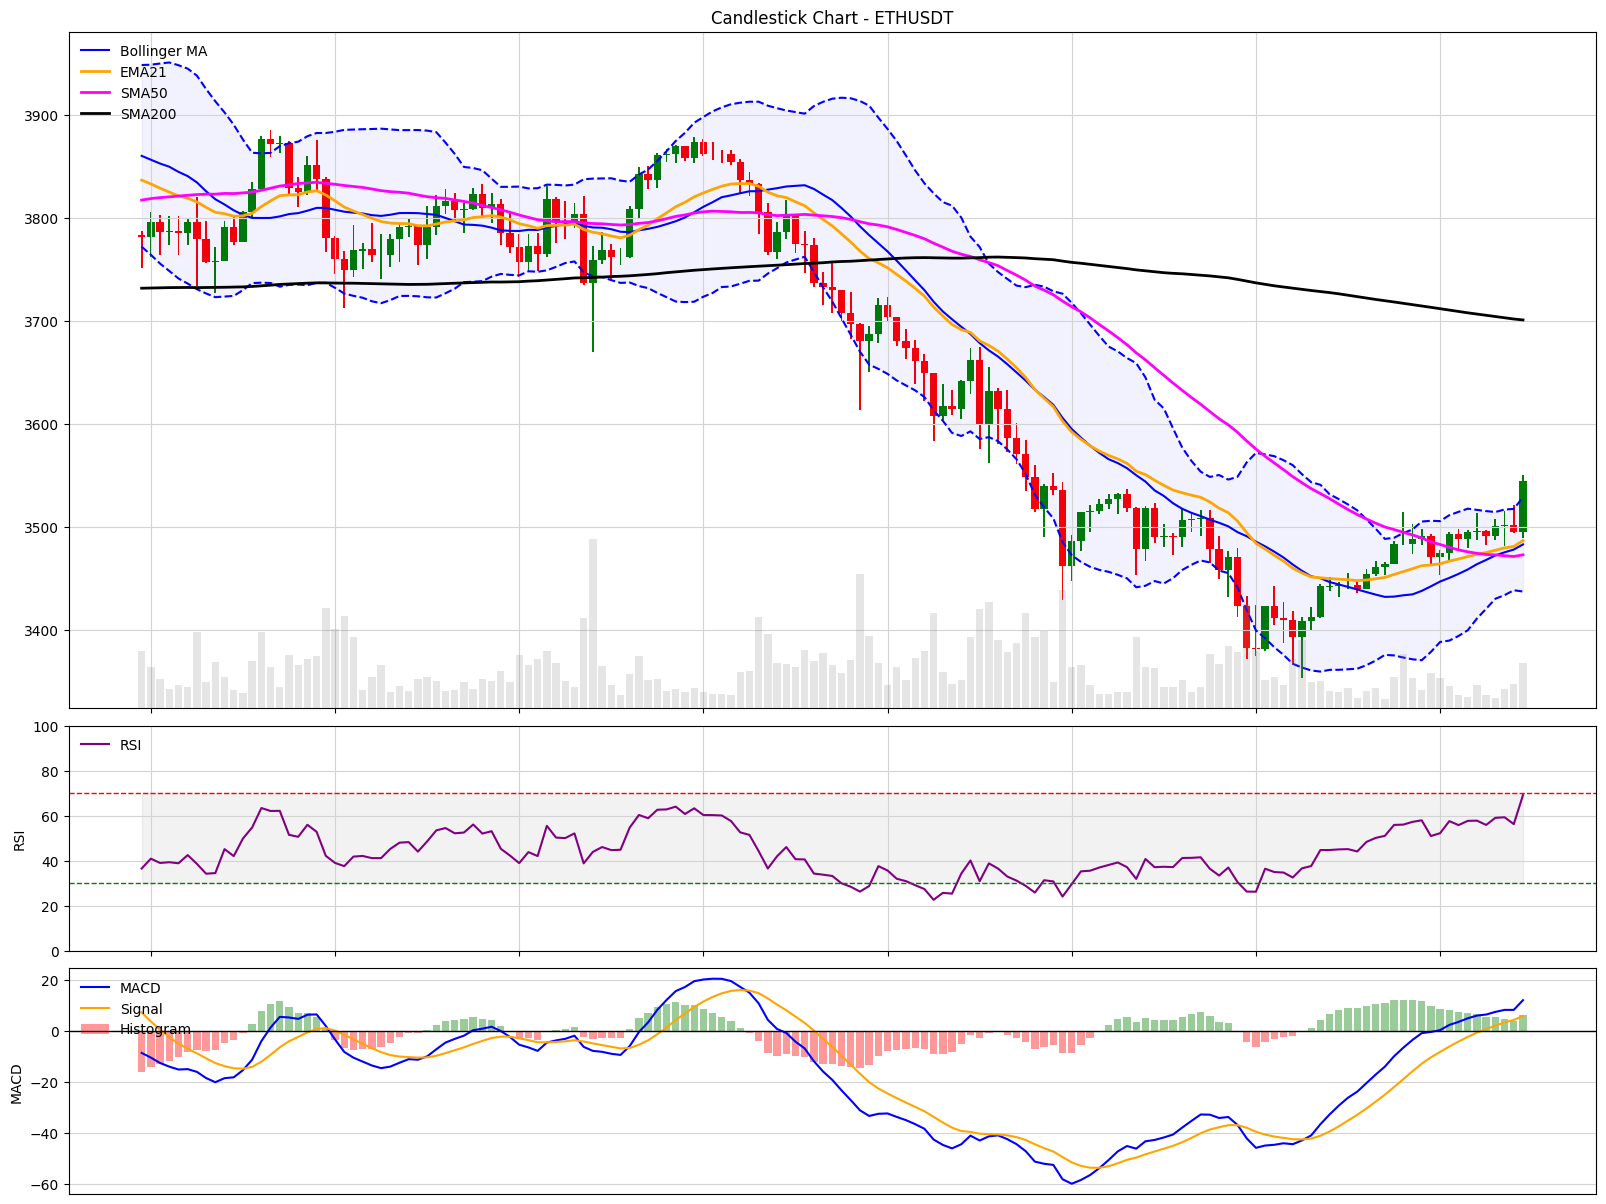 Candlestick Chart - ETHUSDT
Bollinger MA
EMA21
SMA50
SMA200
3900
3800
3700
3600
3500
3400
RSI
100
80
60
40
20
0
RSI
MACD
Signal
Histogram
20
0
−20
−40
−60
MACD